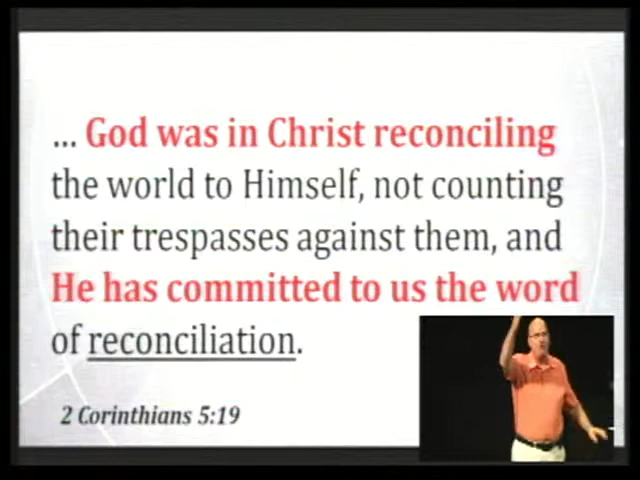 ... God was in Christ reconciling
the world to Himself, not counting
their trespasses against them, and
He has committed to us the word
of reconciliation.
2 Corinthians 5:19